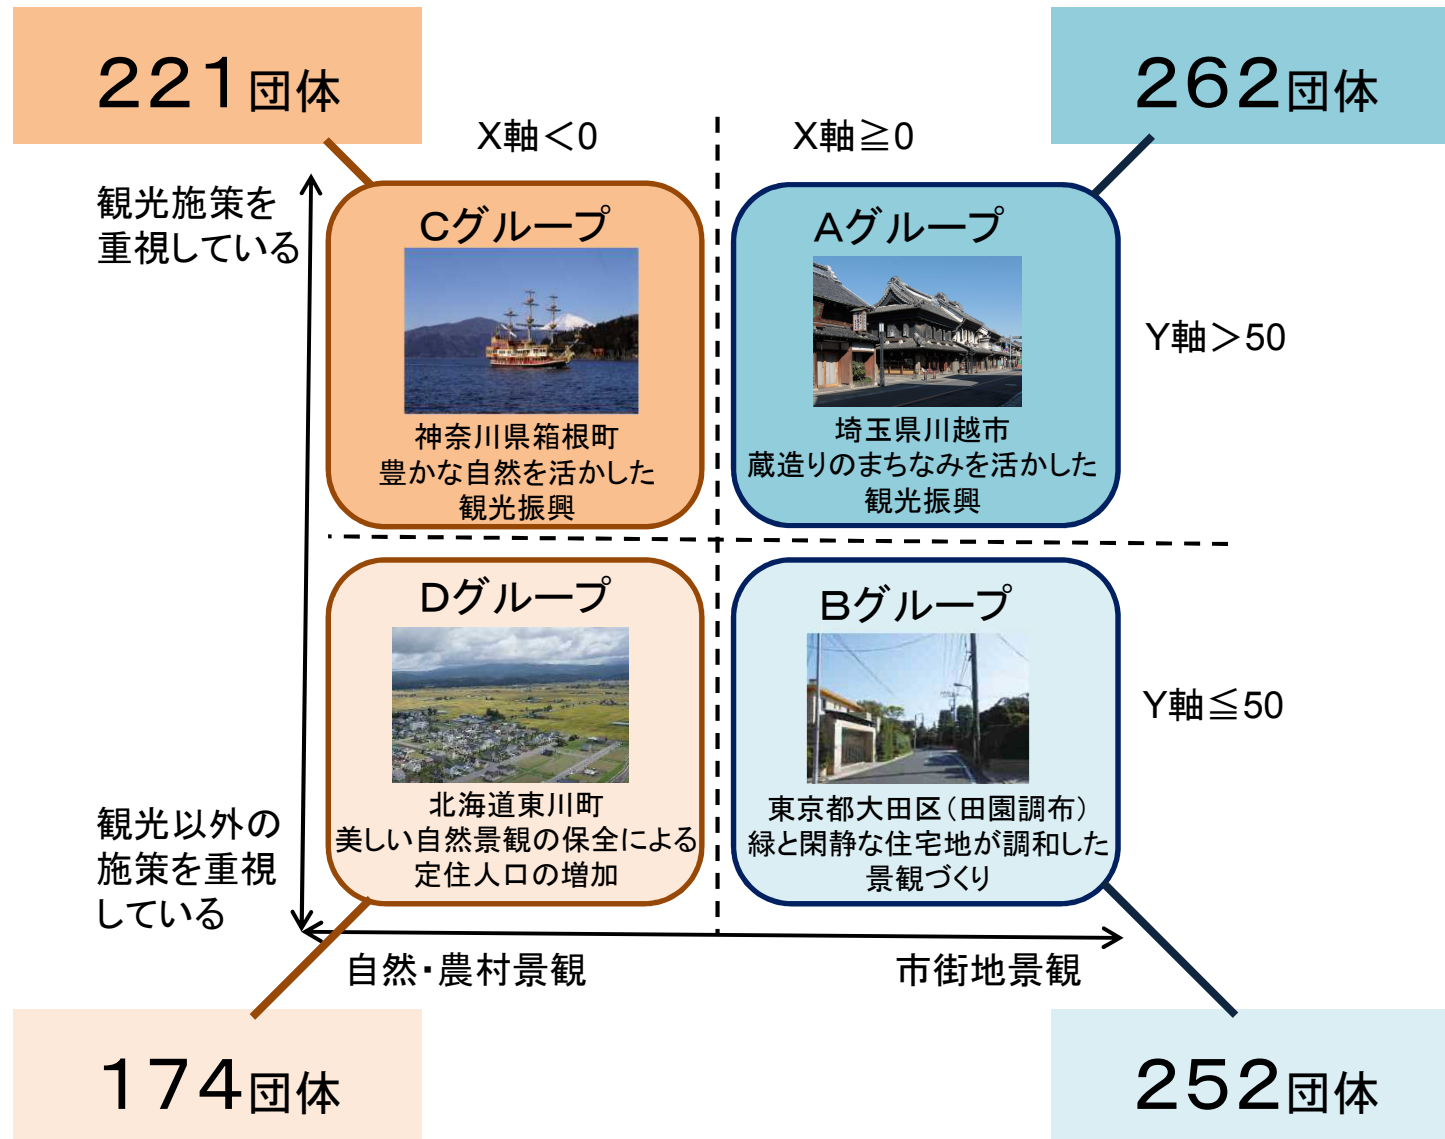 221団体
262団体
X軸<0
X軸≧0
観光施策を
重視している
Cグループ
神奈川県箱根町
豊かな自然を活かした
観光振興
Aグループ
埼玉県川越市
蔵造りのまちなみを活かした
観光振興
Y軸>50
Dグループ
北海道東川町
美しい自然景観の保全による
定住人口の増加
Bグループ
東京都大田区(田園調布)
緑と閑静な住宅地が調和した
景観づくり
Y軸≦50
観光以外の
施策を重視
している
自然・農村景観
市街地景観
174団体
252団体